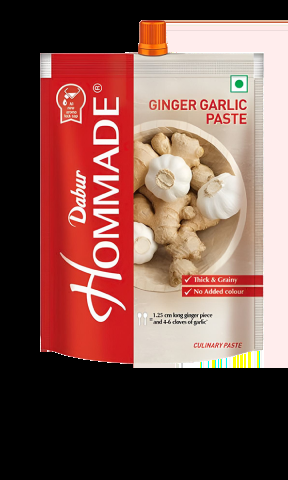 GINGER GARLIC
PASTE
Dabur
HOMMADE®
✓ Thick & Grainy
✓ No Added colour
= 1.25 cm long ginger piece
and 4-6 cloves of garlic*
CULINARY PASTE